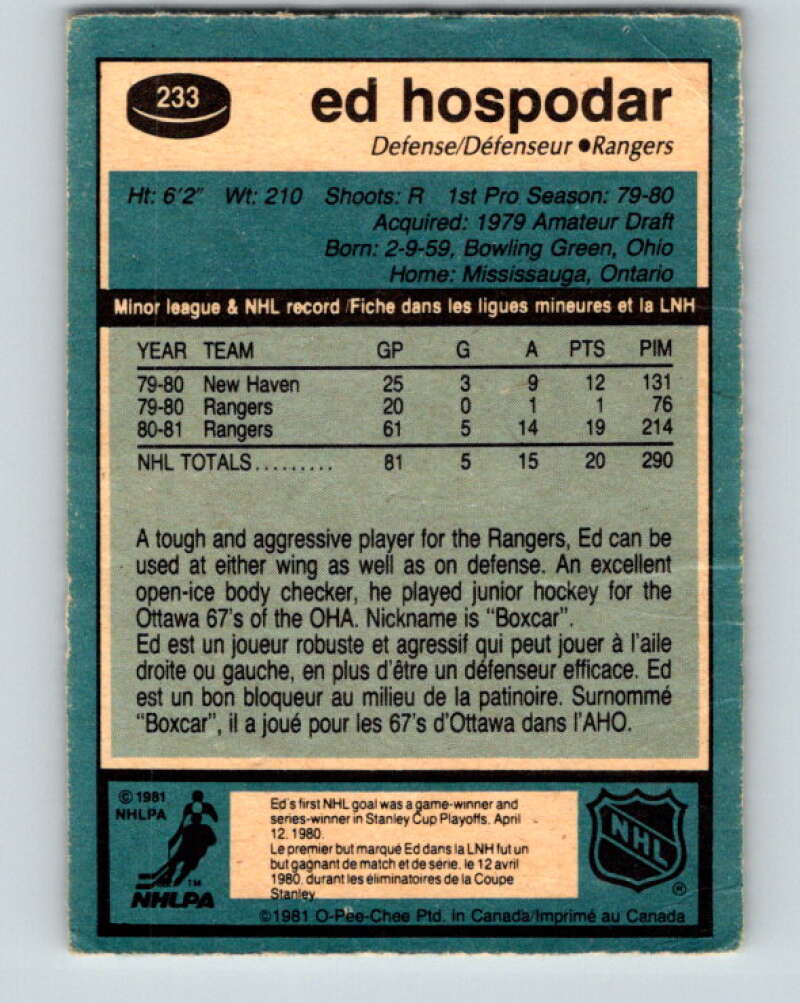 233
ed hospodar
Defense/Défenseur ●Rangers
Ht: 6'2" Wt: 210 Shoots: R 1st Pro Season: 79-80
Acquired: 1979 Amateur Draft
Born: 2-9-59, Bowling Green, Ohio
Home: Mississauga, Ontario
Minor league & NHL record /Fiche dans les ligues mineures et la LNH
YEAR TEAM GP G A PTS PIM
79-80 New Haven 25 3 9 12 131
79-80 Rangers 20 0 1 1 76
80-81 Rangers 61 5 14 19 214
NHL TOTALS......... 81 5 15 20 290
A tough and aggressive player for the Rangers, Ed can be
used at either wing as well as on defense. An excellent
open-ice body checker, he played junior hockey for the
Ottawa 67's of the OHA. Nickname is "Boxcar".
Ed est un joueur robuste et agressif qui peut jouer à l'aile
droite ou gauche, en plus d'être un défenseur efficace. Ed
est un bon bloqueur au milieu de la patinoire. Surnommé
"Boxcar", il a joué pour les 67's d'Ottawa dans l'AHO.
© 1981
NHLPA
TM
NHLPA
Ed's first NHL goal was a game-winner and
series-winner in Stanley Cup Playoffs. April
12. 1980.
Le premier but marqué Ed dans la LNH fut un
but gagnant de match et de serie. le 12 avril
1980. durant les éliminatoires de la Coupe
Stanley
NHL
®
©1981 O-Pee-Chee Ptd. in Canada/Imprimé au Canada